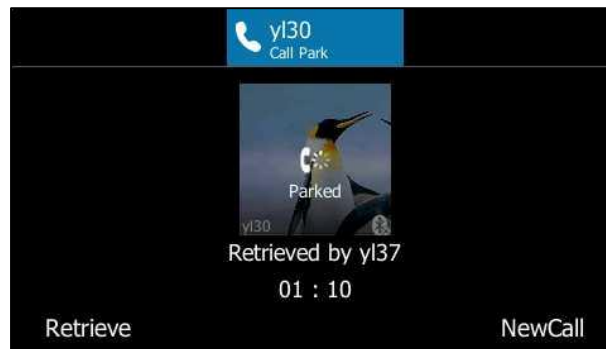 yl30
Call Park
Parked
yl30
Retrieved by yl37
01 : 10
Retrieve NewCall